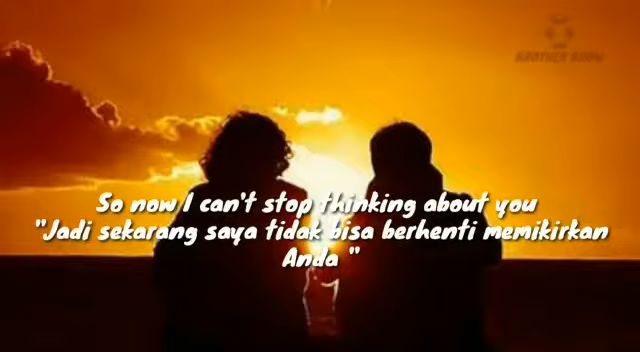 So now I can't stop thinking about you
"Jadi sekarang saya tidak bisa berhenti memikirkan
Anda "